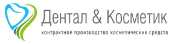 Дентал & Косметик
контрактное производство косметических средств